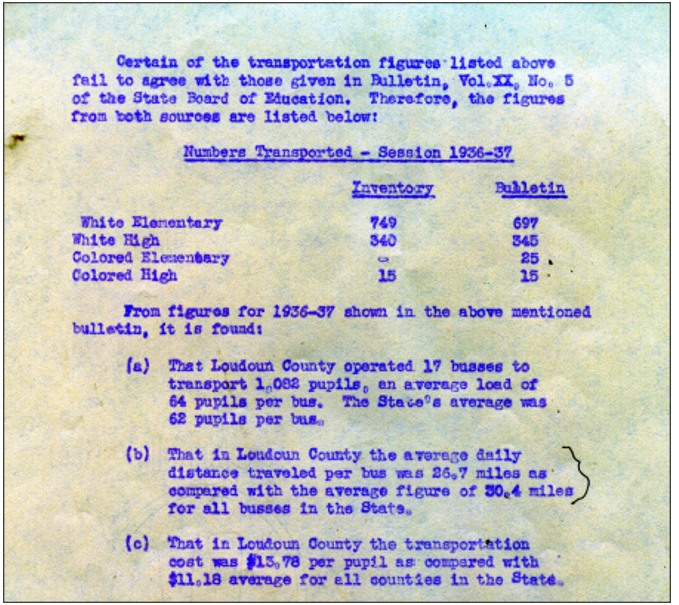 Certain of the transportation figures listed above
fail to agree with those given in Bulletin, Vol.XX, No. 5
of the State Board of Education. Therefore, the figures
from both sources are listed below:
Numbers Transported - Session 1936-37
Inventory Bulletin
White Elementary 749 697
White High 340 345
Colored Elementary - 25
Colored High 15 15
From figures for 1936-37 shown in the above mentioned
bulletin, it is found:
(a) That Loudoun County operated 17 busses to
transport 1,082 pupils, an average load of
64 pupils per bus. The State's average was
62 pupils per bus.
(b) That in Loudoun County the average daily
distance traveled per bus was 26.7 miles as
compared with the average figure of 30.4 miles
for all busses in the State.
(c) That in Loudoun County the transportation
cost was $13.78 per pupil as compared with
$11.18 average for all counties in the State.